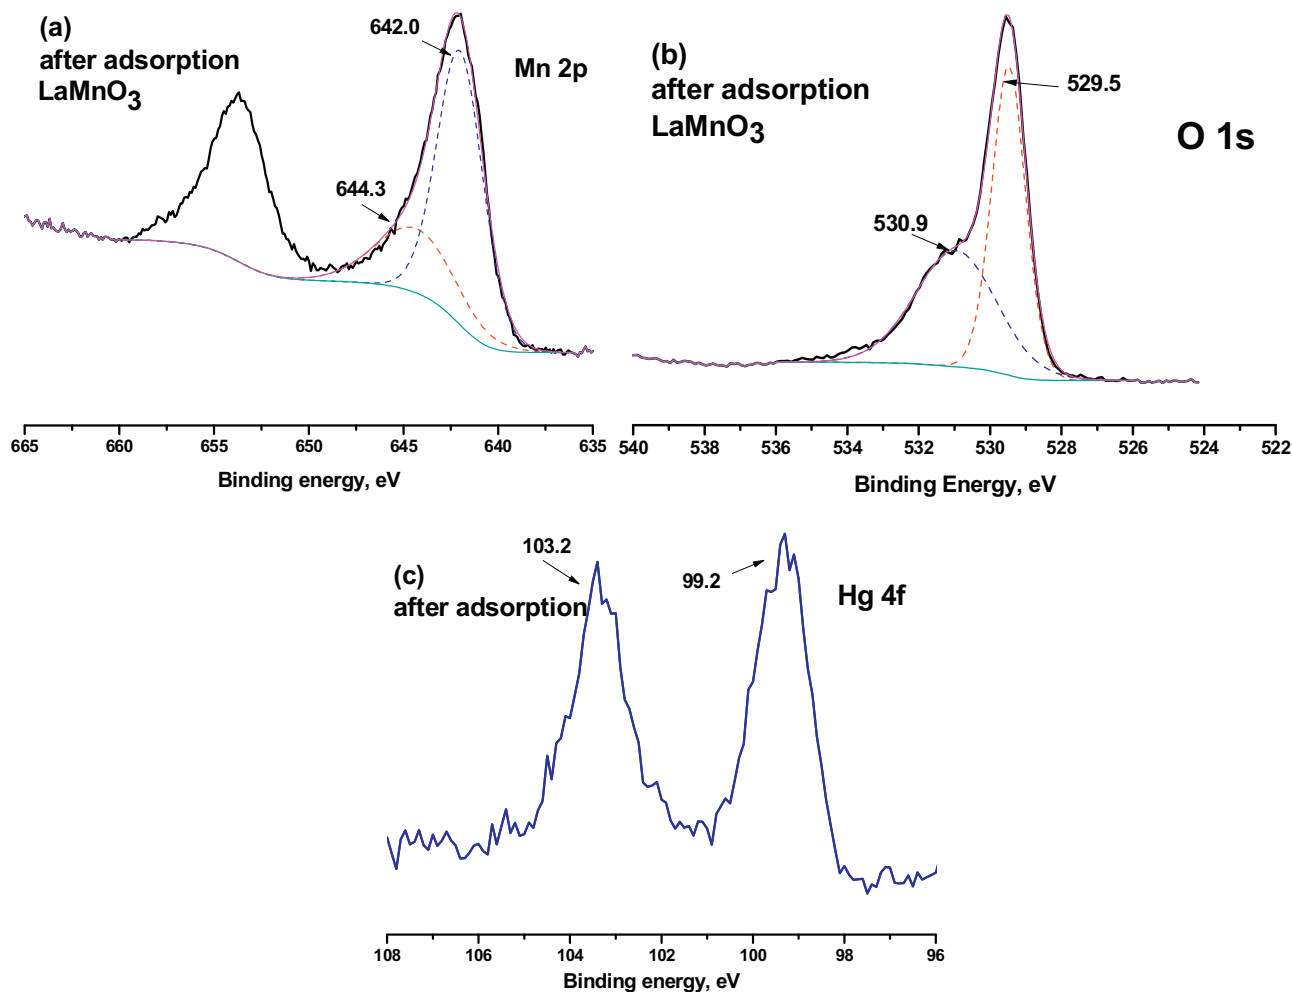 (a)
after adsorption
LaMnO3
642.0
Mn 2p
644.3
665 660 655 650 645 640 635
Binding energy, eV
(b)
after adsorption
LaMnO3
529.5
O 1s
530.9
540 538 536 534 532 530 528 526 524 522
Binding Energy, eV
(c)
after adsorption
103.2
99.2
Hg 4f
108 106 104 102 100 98 96
Binding energy, eV